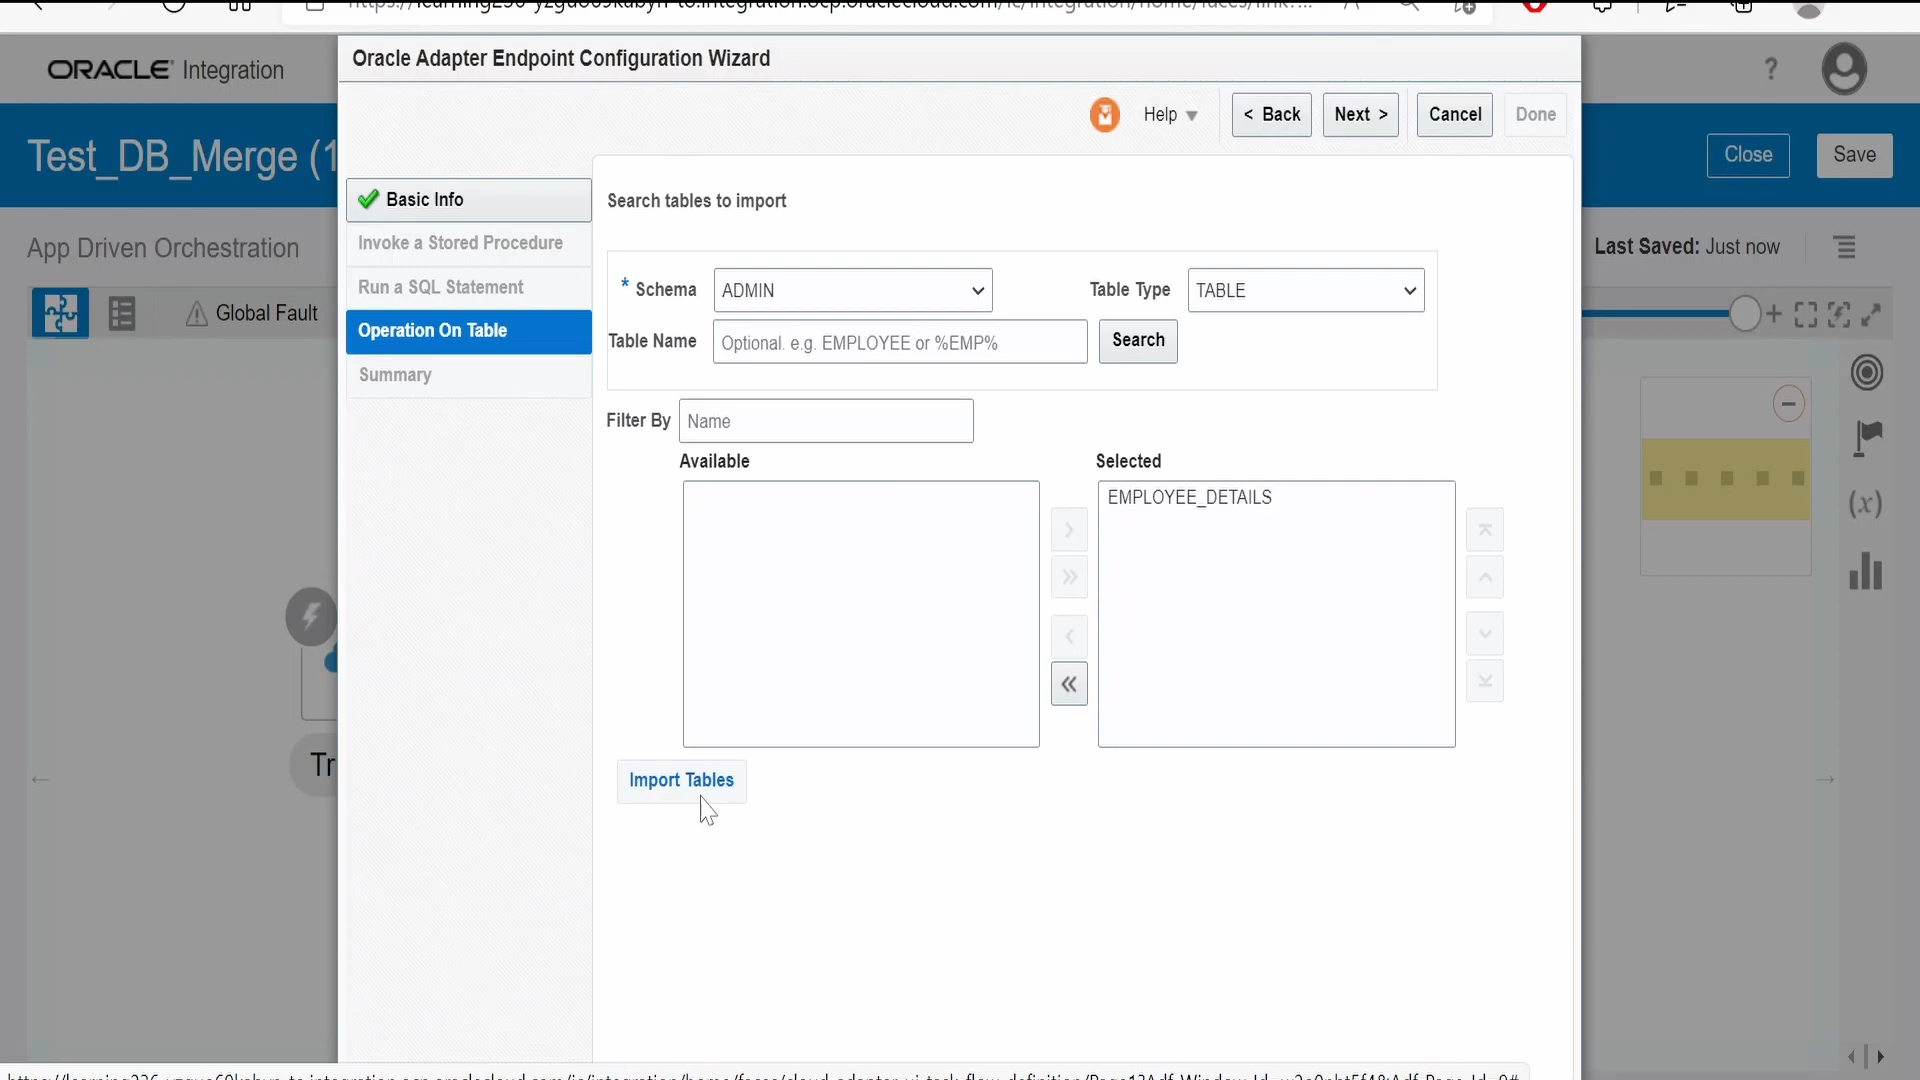 Oracle Adapter Endpoint Configuration Wizard
ORACLE Integration
?
Help
< Back
Next >
Cancel
Done
Test_DB_Merge (1
Close
Save
Basic Info
Invoke a Stored Procedure
Run a SQL Statement
Operation On Table
Summary
Search tables to import
App Driven Orchestration
Last Saved: Just now
* Schema
ADMIN
Table Type
TABLE
Global Fault
Table Name
Optional. e.g. EMPLOYEE or %EMP%
Search
Filter By
Name
Available
Selected
EMPLOYEE_DETAILS
(x)
Tr
Import Tables